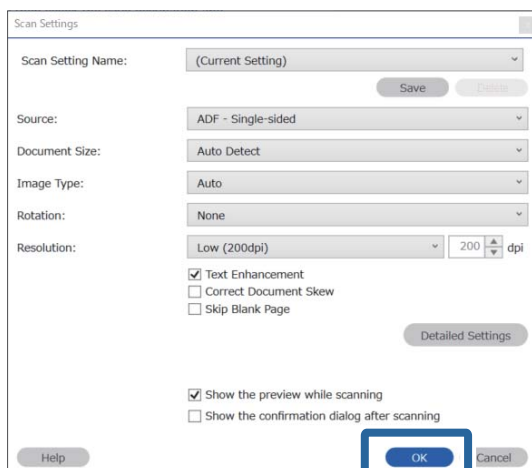 Scan Settings
Scan Setting Name: (Current Setting)
Save Delete
Source: ADF - Single-sided
Document Size: Auto Detect
Image Type: Auto
Rotation: None
Resolution: Low (200dpi) 200 dpi
Text Enhancement
Correct Document Skew
Skip Blank Page
Detailed Settings
Show the preview while scanning
Show the confirmation dialog after scanning
Help OK Cancel